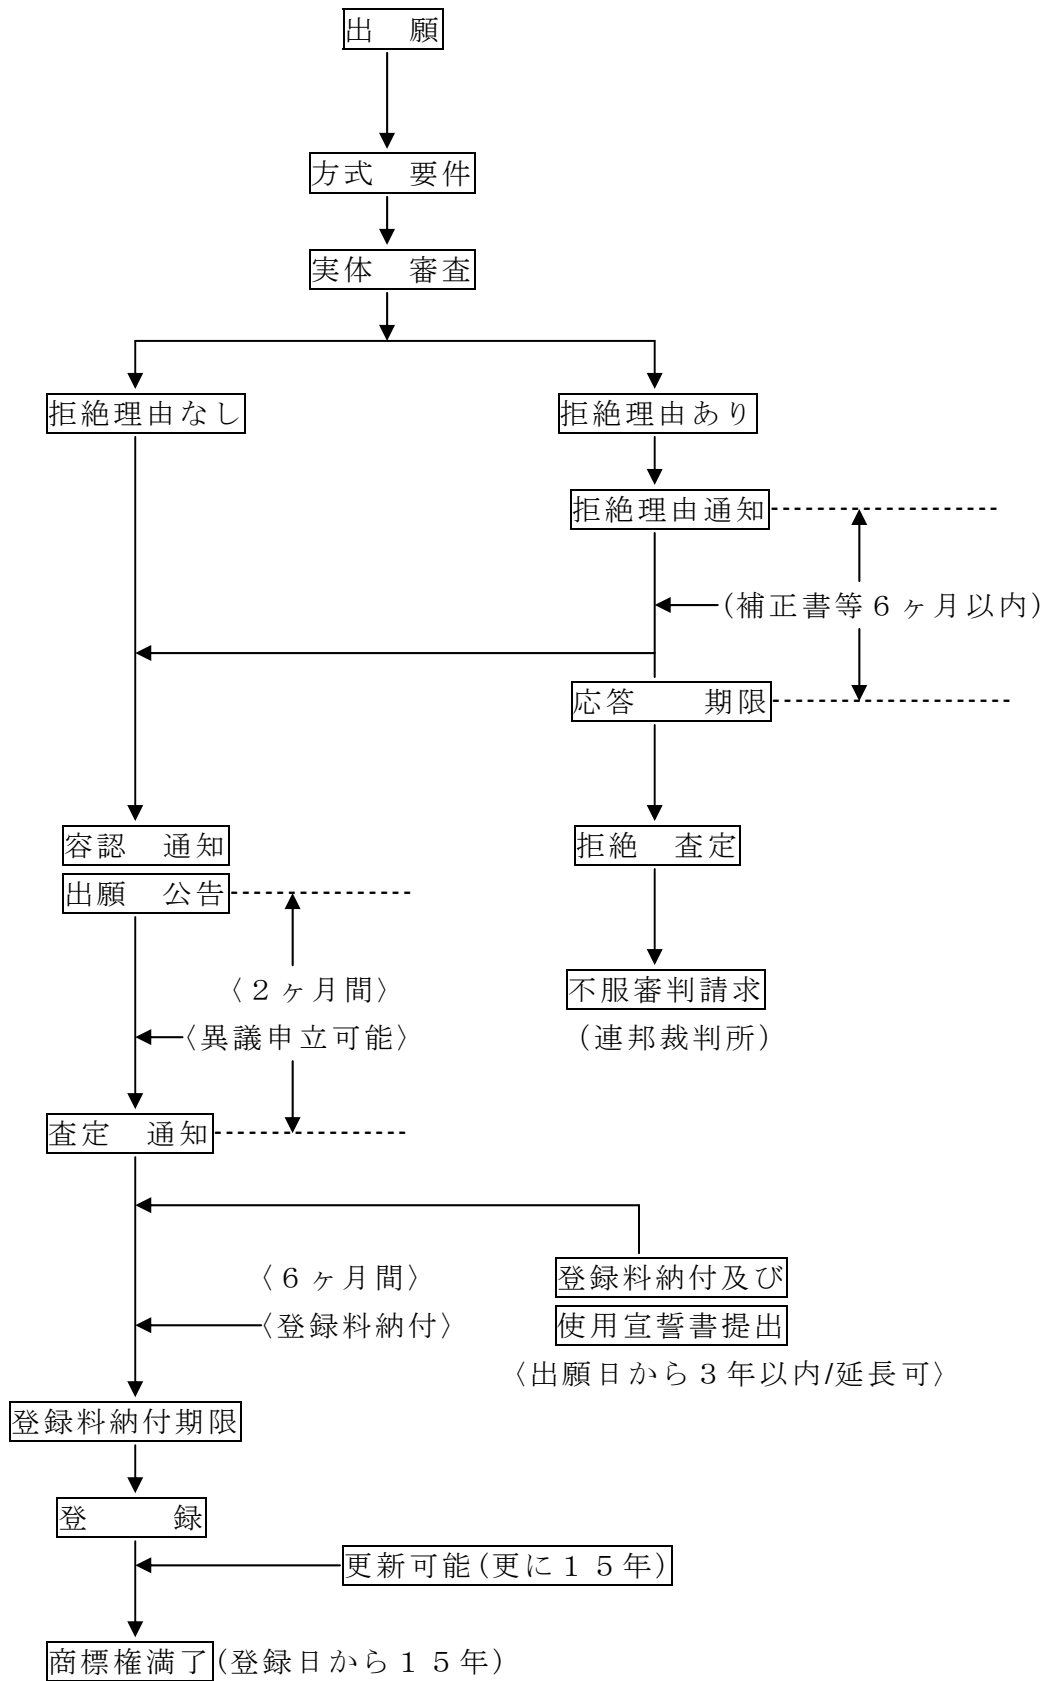 出　願
方式　要件
実体　審査
拒絶理由なし
拒絶理由あり
拒絶理由通知
(補正書等６ヶ月以内)
応答　　期限
容認　通知
拒絶　査定
出願　公告
〈２ヶ月間〉
不服審判請求
〈異議申立可能〉
(連邦裁判所)
査定　通知
〈６ヶ月間〉
登録料納付及び
〈登録料納付〉
使用宣誓書提出
〈出願日から３年以内/延長可〉
登録料納付期限
登　　録
更新可能(更に１５年)
商標権満了(登録日から１５年)